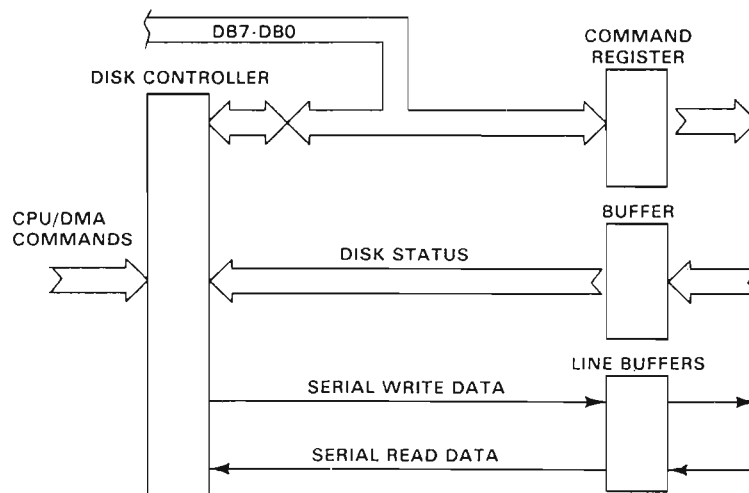 DB7-DB0
COMMAND
REGISTER
DISK CONTROLLER
CPU/DMA
COMMANDS
BUFFER
DISK STATUS
LINE BUFFERS
SERIAL WRITE DATA
SERIAL READ DATA